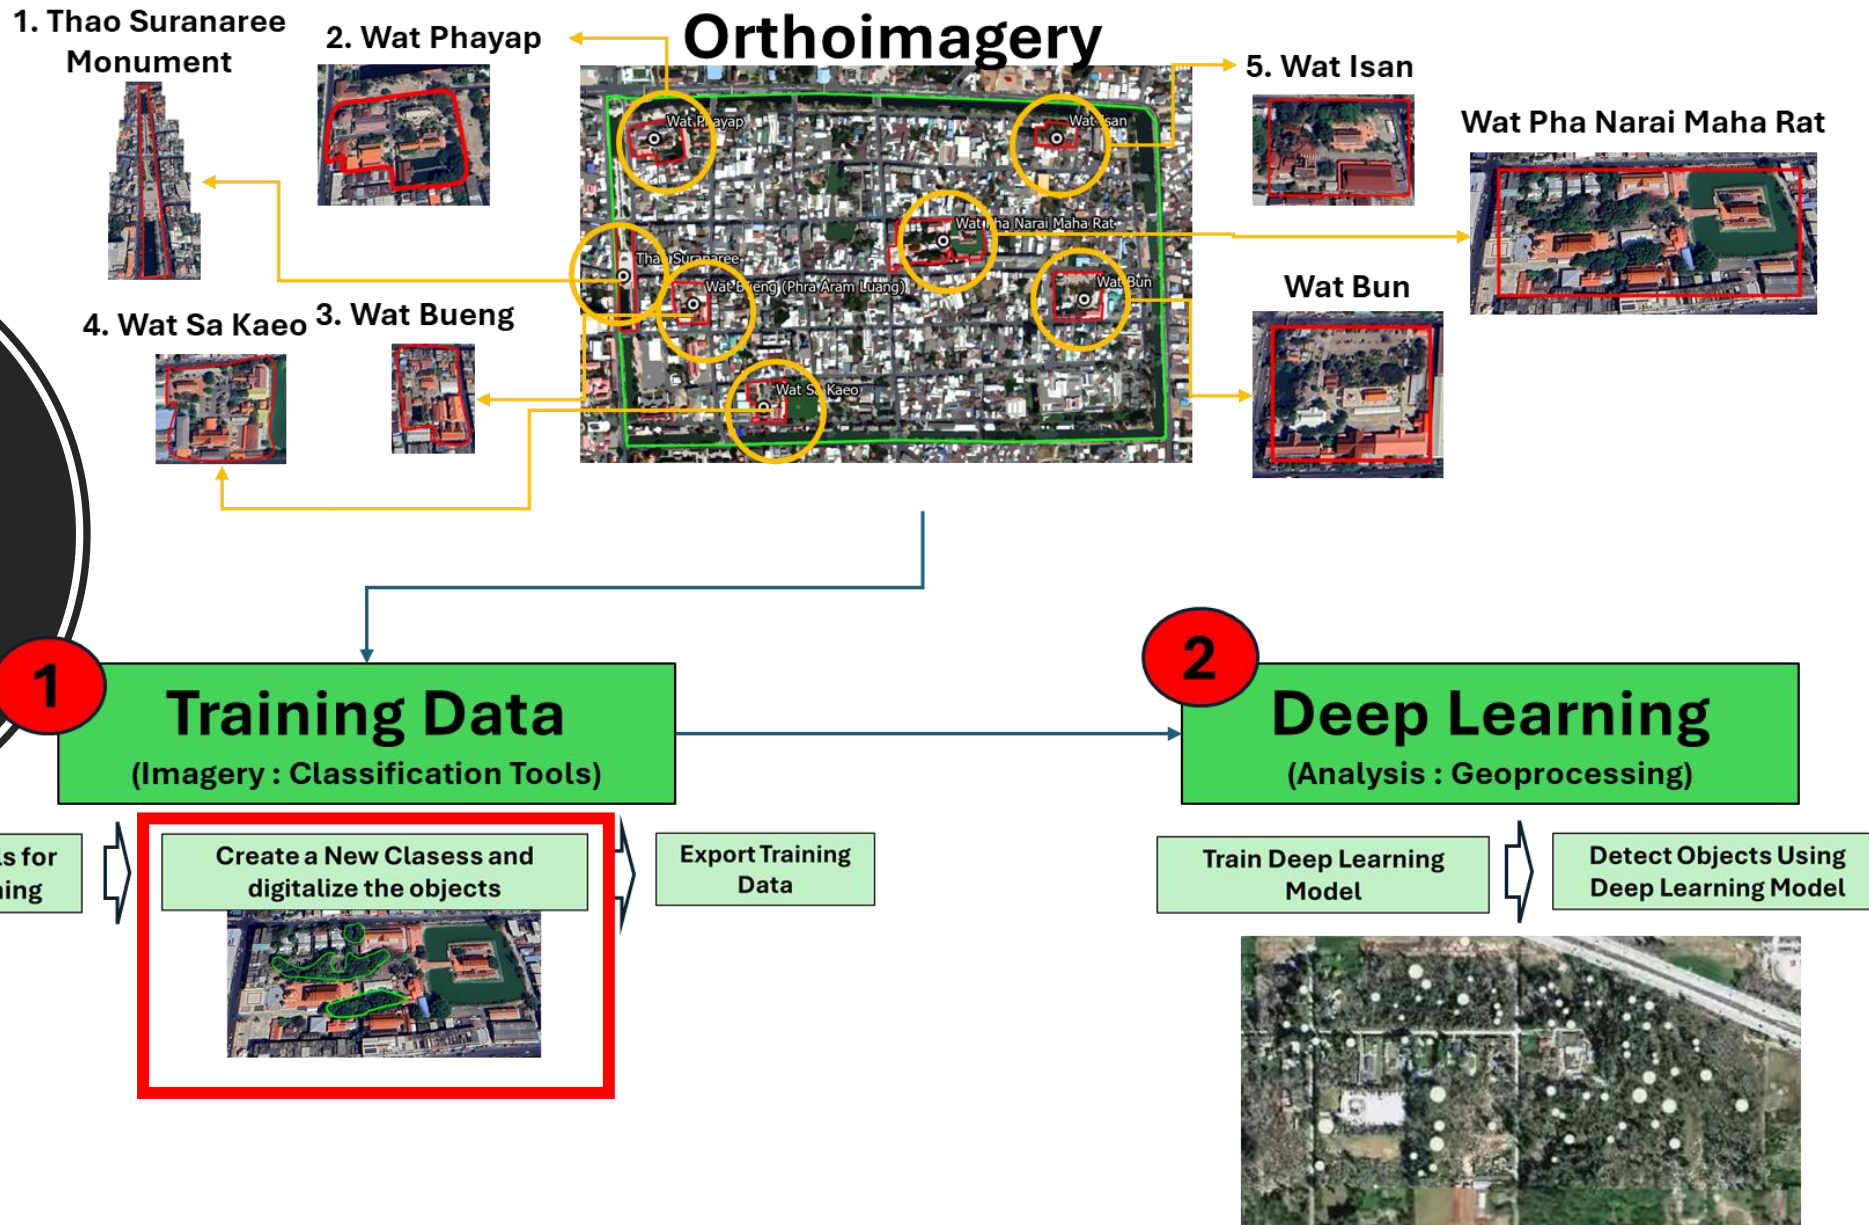 Orthoimagery
1. Thao Suranaree
Monument
2. Wat Phayap
5. Wat Isan
Wat Pha Narai Maha Rat
Wat Phayap
Wat Isan
Wat Pha Narai Maha Rat
Thao Suranaree
Wat Bueng (Phra Aram Luang)
Wat Bun
Wat Sa Kaeo
4. Wat Sa Kaeo
3. Wat Bueng
Wat Bun
1
Training Data
(Imagery : Classification Tools)
2
Deep Learning
(Analysis : Geoprocessing)
ls for
ning
Create a New Clasess and
digitalize the objects
Export Training
Data
Train Deep Learning
Model
Detect Objects Using
Deep Learning Model